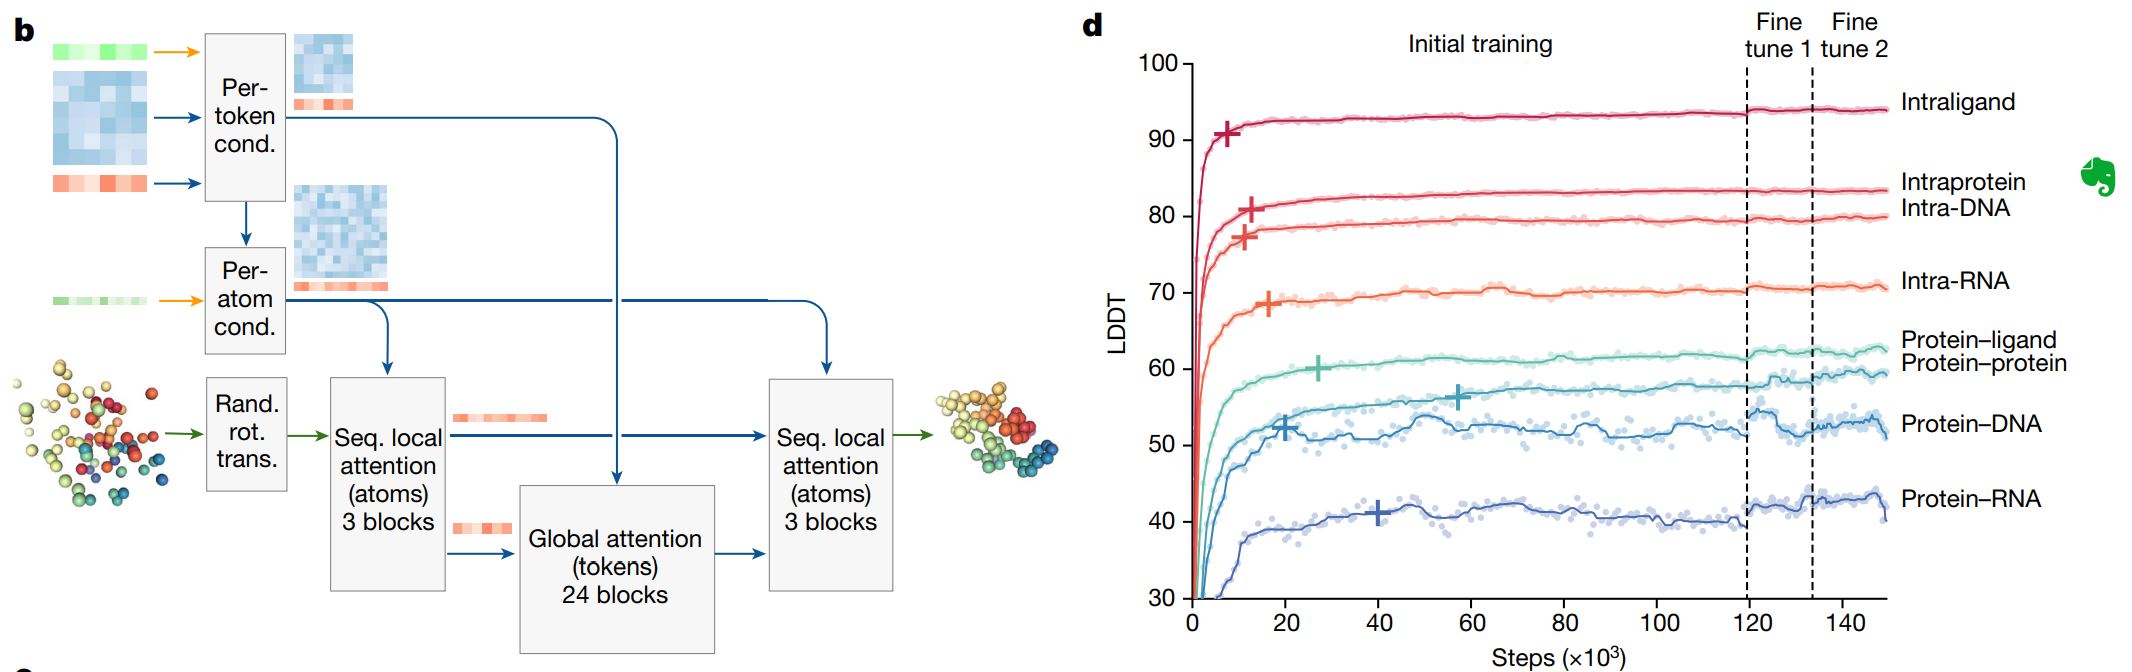 b
Per-
token
cond.
Per-
atom
cond.
Rand.
rot.
trans.
Seq. local
attention
(atoms)
3 blocks
Global attention
(tokens)
24 blocks
Seq. local
attention
(atoms)
3 blocks
d
Initial training
Fine
tune 1
Fine
tune 2
LDDT
100
90
80
70
60
50
40
30
0
20
40
60
80
100
120
140
Steps (×10³)
Intraligand
Intraprotein
Intra-DNA
Intra-RNA
Protein–ligand
Protein–protein
Protein–DNA
Protein–RNA